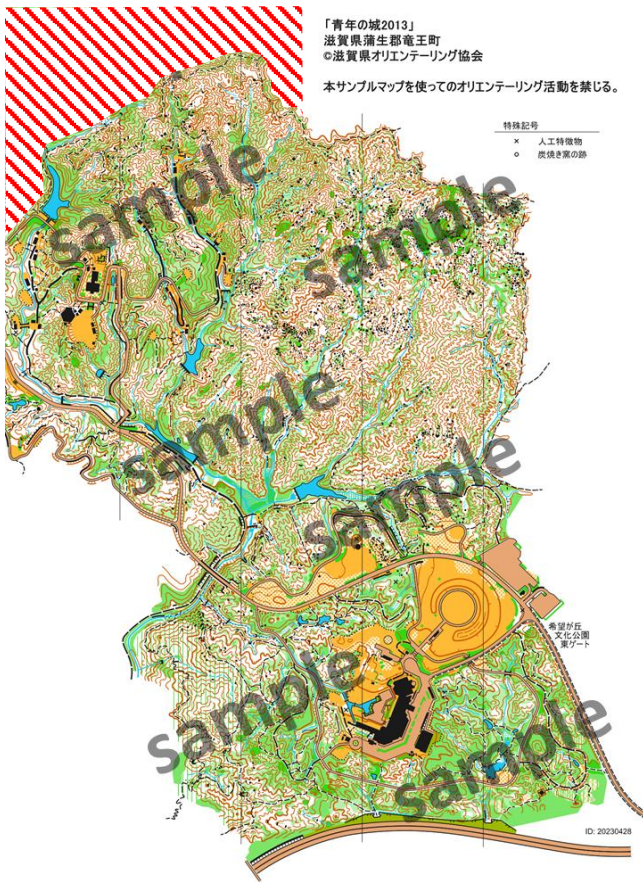 「青年の城2013」
滋賀県蒲生郡竜王町
©滋賀県オリエンテーリング協会
本サンプルマップを使ってのオリエンテーリング活動を禁じる。
特殊記号
× 人工特徴物
○ 炭焼き窯の跡
sample
sample
sample
sample
希望が丘
文化公園
東ゲート
sample
sample
ID: 20230428